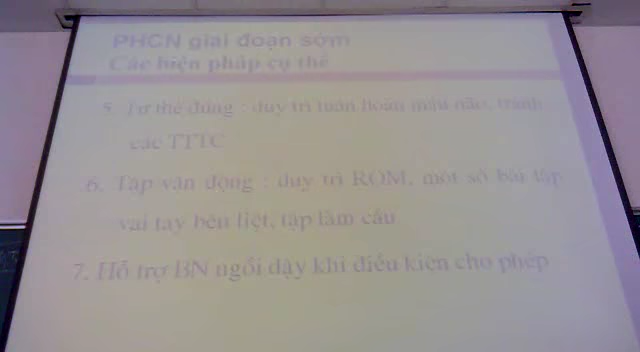 PHCN giai đoạn sớm
Các biện pháp cụ thể
5. Tư thế đúng : duy trì tuần hoàn máu não, tránh
các TTTC
6. Tập vận động : duy trì ROM, một số bài tập
vai tay bên liệt, tập làm cầu
7. Hỗ trợ BN ngồi dậy khi điều kiện cho phép